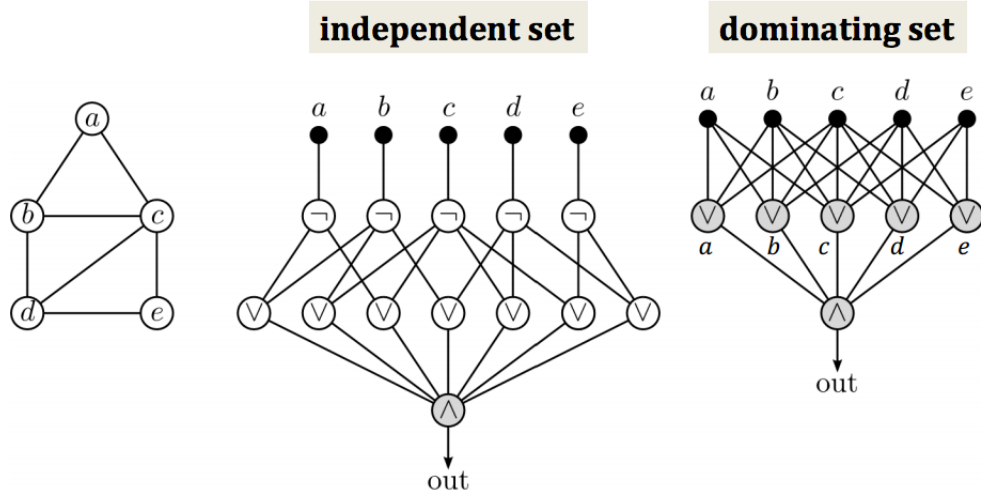 independent set
dominating set
a
b
c
d
e
a b c d e
¬ ¬ ¬ ¬ ¬
∨ ∨ ∨ ∨ ∨ ∨ ∨
∧
out
a b c d e
∨ ∨ ∨ ∨ ∨
a b c d e
∧
out